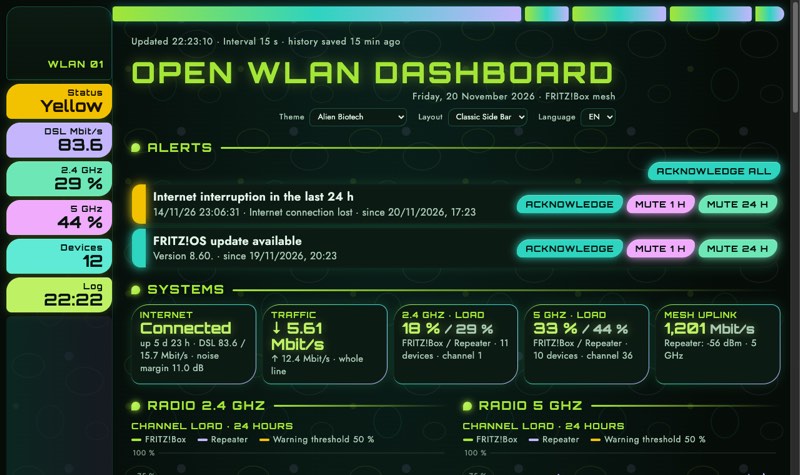 WLAN 01
Status
Yellow
DSL Mbit/s
83.6
2.4 GHz
29 %
5 GHz
44 %
Devices
12
Log
22:22
Updated 22:23:10 · Interval 15 s · history saved 15 min ago
OPEN WLAN DASHBOARD
Friday, 20 November 2026 · FRITZ!Box mesh
Theme Alien Biotech Layout Classic Side Bar Language EN
ALERTS
ACKNOWLEDGE ALL
Internet interruption in the last 24 h
14/11/26 23:06:31 · Internet connection lost · since 20/11/2026, 17:23
ACKNOWLEDGE MUTE 1 H MUTE 24 H
FRITZ!OS update available
Version 8.60. · since 19/11/2026, 20:23
ACKNOWLEDGE MUTE 1 H MUTE 24 H
SYSTEMS
INTERNET
Connected
up 5 d 23 h · DSL 83.6 /
15.7 Mbit/s · noise
margin 11.0 dB
TRAFFIC
↓ 5.61
Mbit/s
↑ 12.4 Mbit/s · whole
line
2.4 GHZ · LOAD
18 % / 29 %
FRITZ!Box / Repeater · 11
devices · channel 1
5 GHZ · LOAD
33 % / 44 %
FRITZ!Box / Repeater ·
10 devices · channel 36
MESH UPLINK
1,201 Mbit/s
Repeater: -56 dBm · 5
GHz
RADIO 2.4 GHZ
CHANNEL LOAD · 24 HOURS
FRITZ!Box Repeater Warning threshold 50 %
100 %
RADIO 5 GHZ
CHANNEL LOAD · 24 HOURS
FRITZ!Box Repeater Warning threshold 50 %
100 %